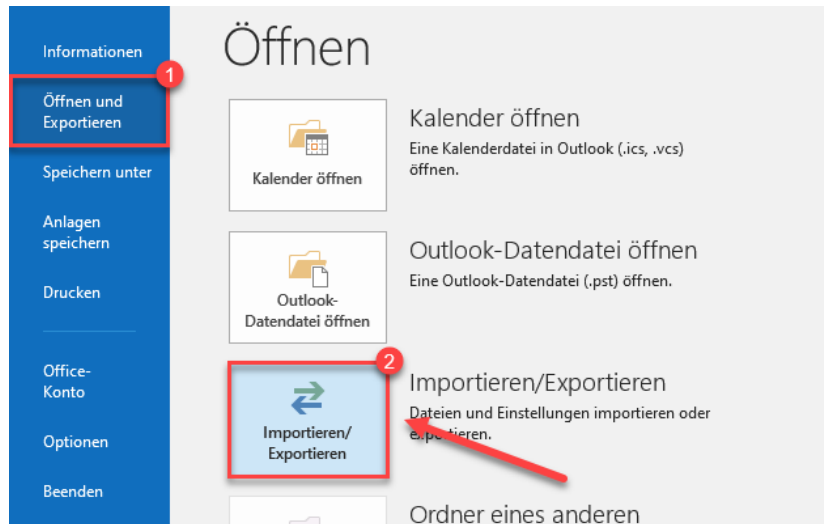 Informationen
1
Öffnen und
Exportieren
Speichern unter
Anlagen
speichern
Drucken
Office-
Konto
Optionen
Beenden
Öffnen
Kalender öffnen
Kalender öffnen
Eine Kalenderdatei in Outlook (.ics, .vcs)
öffnen.
Outlook-
Datendatei öffnen
Outlook-Datendatei öffnen
Eine Outlook-Datendatei (.pst) öffnen.
2
Importieren/
Exportieren
Importieren/Exportieren
Dateien und Einstellungen importieren oder
exportieren.
Ordner eines anderen